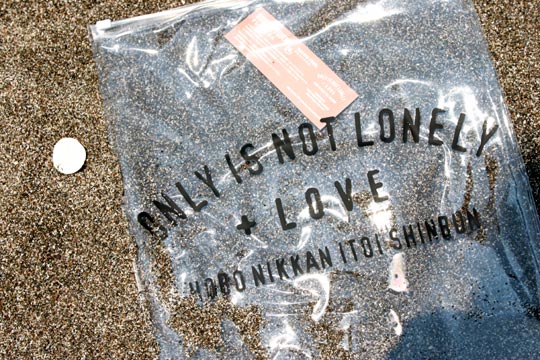 ONLY IS NOT LONELY
+ LOVE
HOBO NIKKAN ITOI SHINBUN